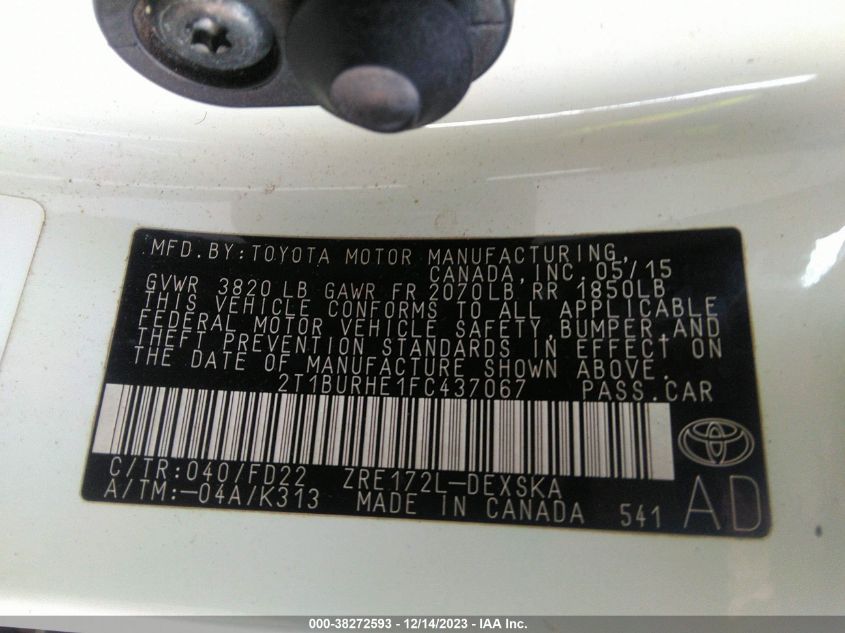 MFD.BY:TOYOTA MOTOR MANUFACTURING,
CANADA, INC. 05/15
GVWR 3820 LB GAWR FR 2070LB RR 1850LB
THIS VEHICLE CONFORMS TO ALL APPLICABLE
FEDERAL MOTOR VEHICLE SAFETY, BUMPER, AND
THEFT PREVENTION STANDARDS IN EFFECT ON
THE DATE OF MANUFACTURE SHOWN ABOVE.
2T1BURHE1FC437067 PASS.CAR
C/TR:040/FD22 ZRE172L-DEXSKA
A/TM:-04A/K313 MADE IN CANADA 541
AD
000-38272593 - 12/14/2023 - IAA Inc.